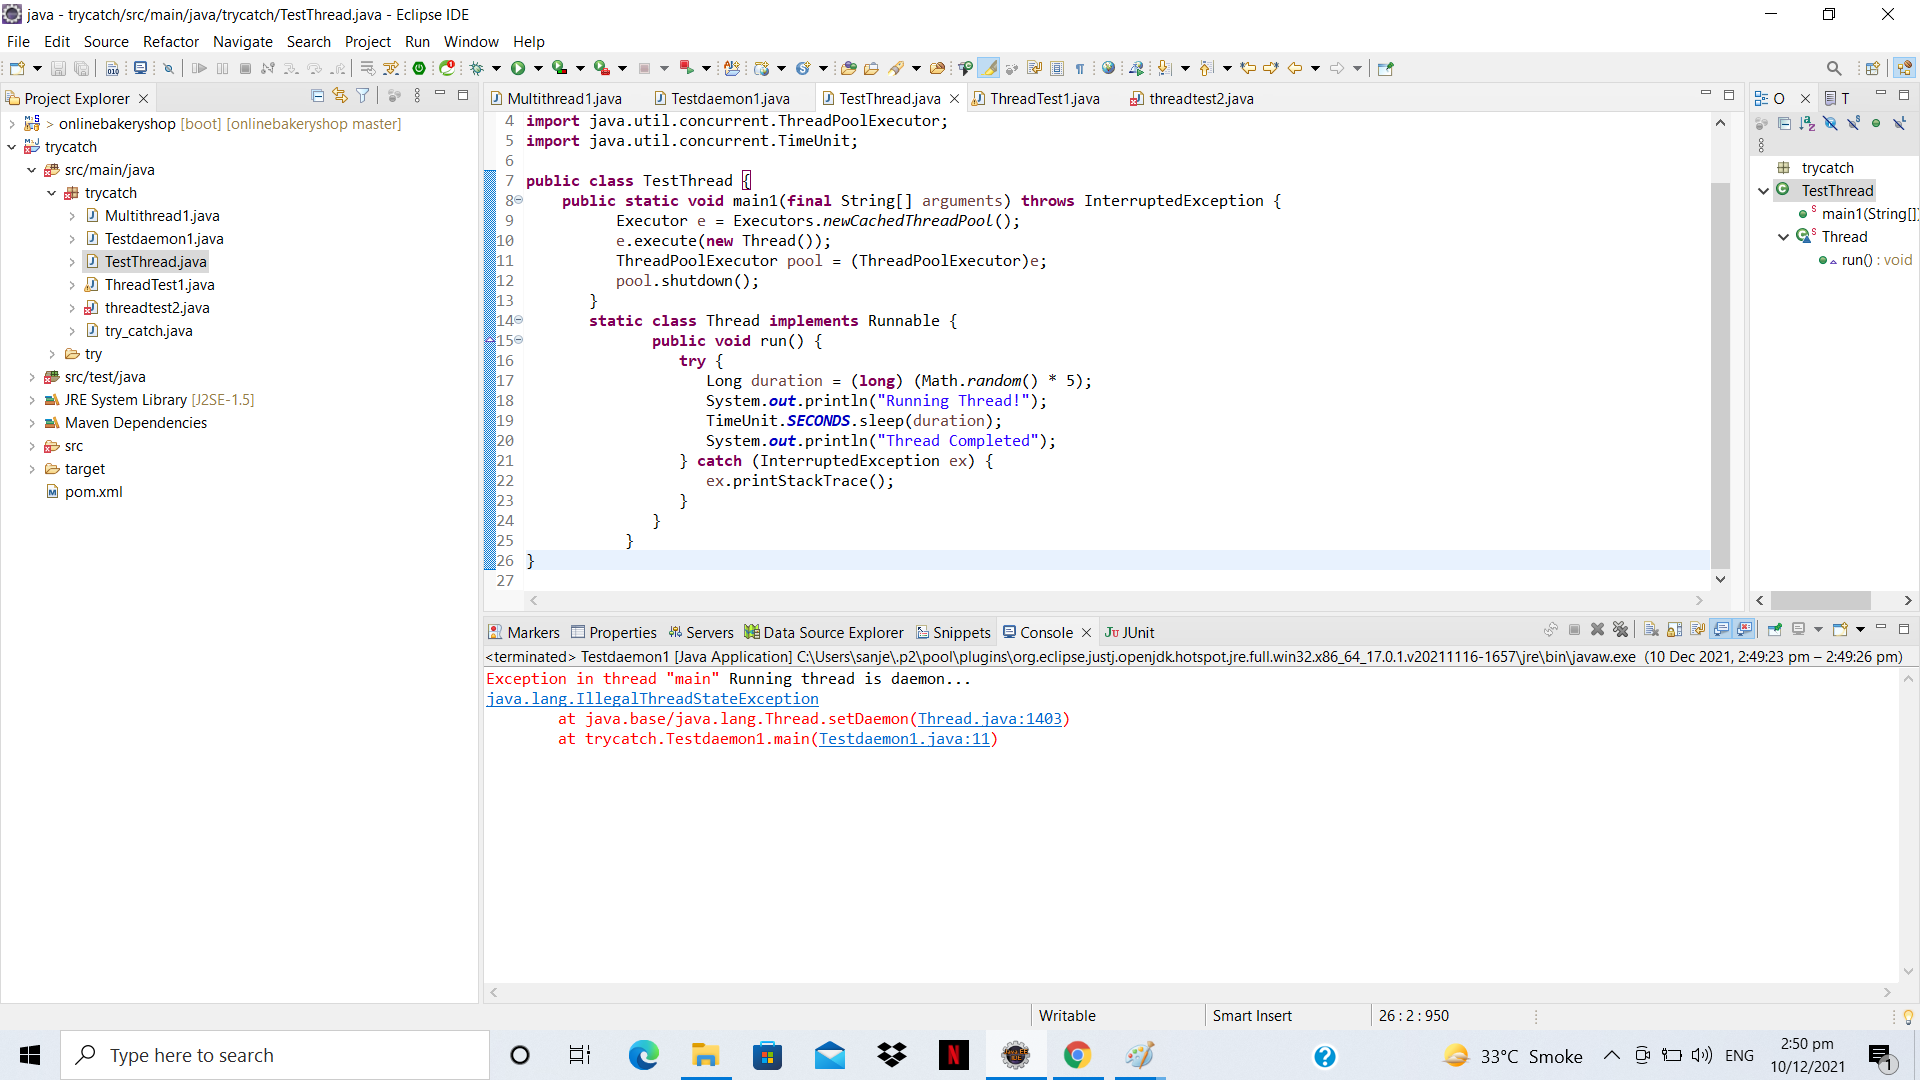 java - trycatch/src/main/java/trycatch/TestThread.java - Eclipse IDE
File Edit Source Refactor Navigate Search Project Run Window Help
Project Explorer
> onlinebakeryshop [boot] [onlinebakeryshop master]
trycatch
src/main/java
trycatch
Multithread1.java
Testdaemon1.java
TestThread.java
ThreadTest1.java
threadtest2.java
try_catch.java
try
src/test/java
JRE System Library [J2SE-1.5]
Maven Dependencies
src
target
pom.xml
Multithread1.java Testdaemon1.java TestThread.java ThreadTest1.java threadtest2.java
4 import java.util.concurrent.ThreadPoolExecutor;
5 import java.util.concurrent.TimeUnit;
6
7 public class TestThread {
8 public static void main1(final String[] arguments) throws InterruptedException {
9 Executor e = Executors.newCachedThreadPool();
10 e.execute(new Thread());
11 ThreadPoolExecutor pool = (ThreadPoolExecutor)e;
12 pool.shutdown();
13 }
14 static class Thread implements Runnable {
15 public void run() {
16 try {
17 Long duration = (long) (Math.random() * 5);
18 System.out.println("Running Thread!");
19 TimeUnit.SECONDS.sleep(duration);
20 System.out.println("Thread Completed");
21 } catch (InterruptedException ex) {
22 ex.printStackTrace();
23 }
24 }
25 }
26 }
27
O T
trycatch
TestThread
main1(String[])
Thread
run() : void
Markers Properties Servers Data Source Explorer Snippets Console JUnit
<terminated> Testdaemon1 [Java Application] C:\Users\sanje\.p2\pool\plugins\org.eclipse.justj.openjdk.hotspot.jre.full.win32.x86_64_17.0.1.v20211116-1657\jre\bin\javaw.exe (10 Dec 2021, 2:49:23 pm – 2:49:26 pm)
Exception in thread "main" Running thread is daemon...
java.lang.IllegalThreadStateException
at java.base/java.lang.Thread.setDaemon(Thread.java:1403)
at trycatch.Testdaemon1.main(Testdaemon1.java:11)
Writable Smart Insert 26 : 2 : 950
Type here to search
33°C Smoke ENG
2:50 pm
10/12/2021
1